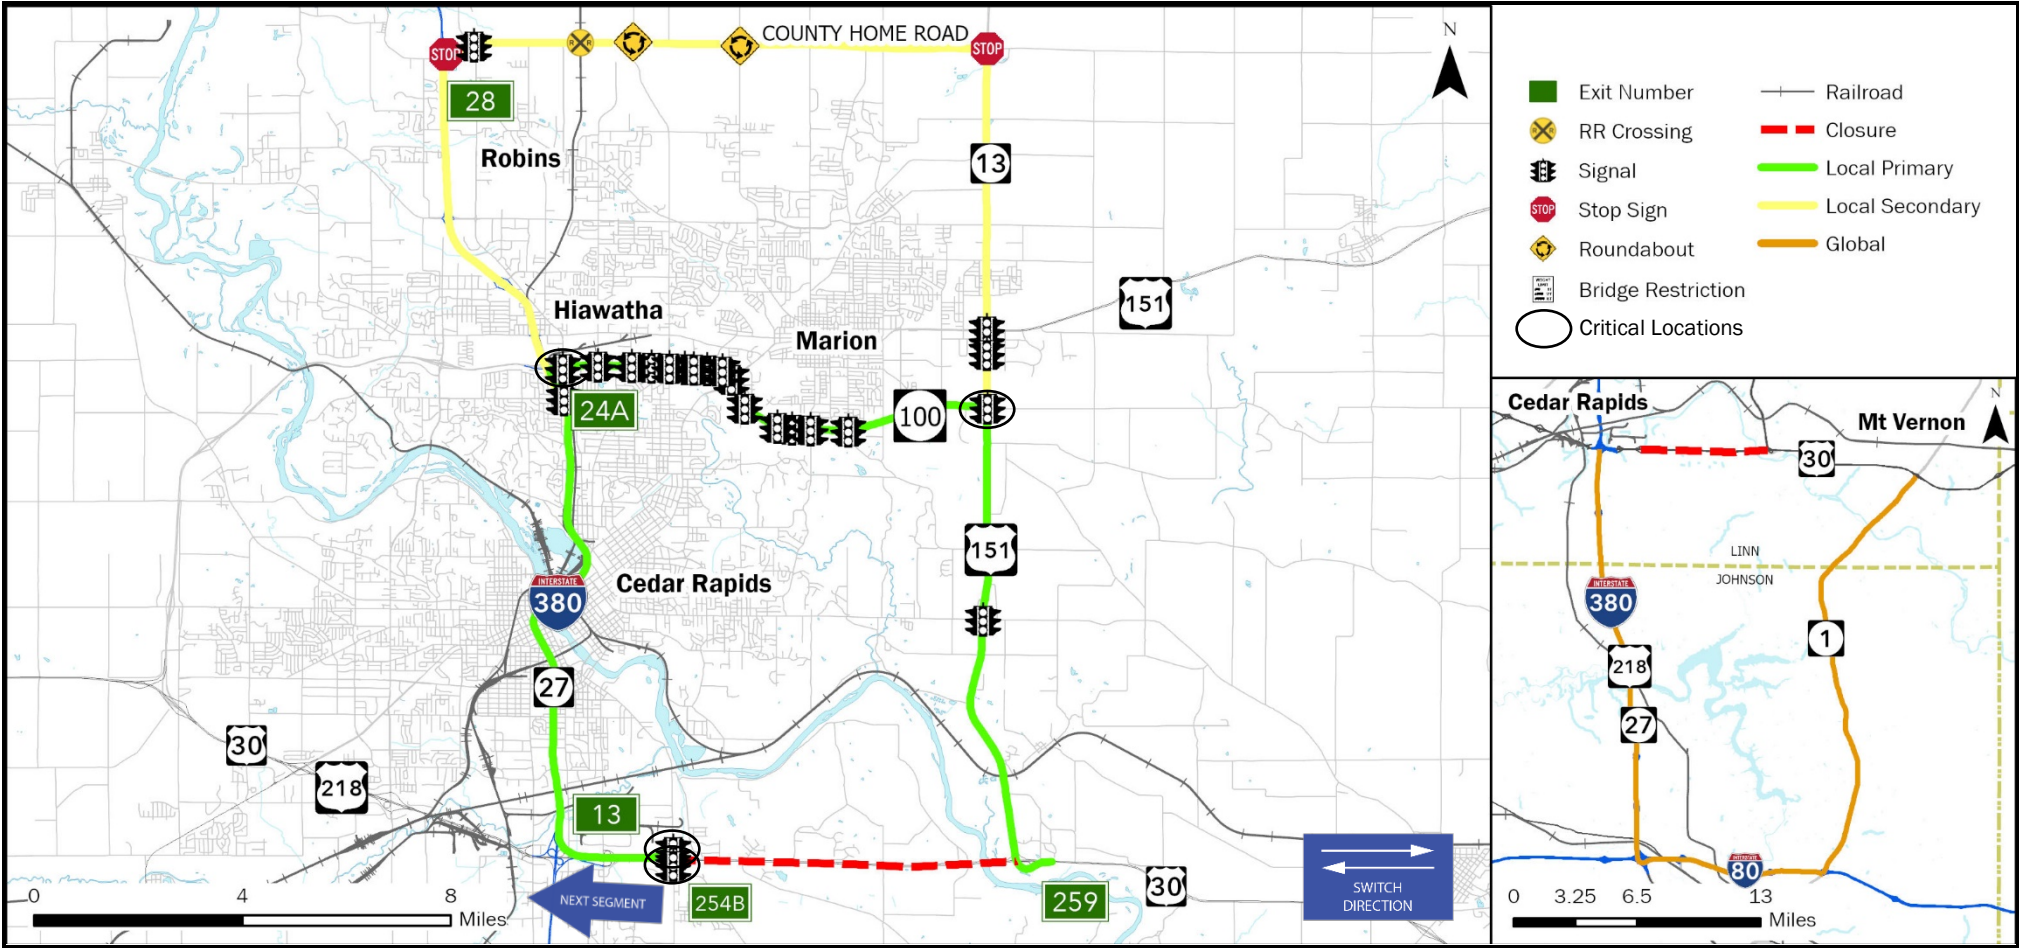 COUNTY HOME ROAD
N
STOP
STOP
28
Robins
13
151
Hiawatha
Marion
24A
100
151
INTERSTATE
380
Cedar Rapids
27
30
218
13
254B
259
30
NEXT SEGMENT
SWITCH
DIRECTION
0 4 8
Miles
Exit Number
RR Crossing
Signal
STOP Stop Sign
Roundabout
Bridge Restriction
Critical Locations
Railroad
Closure
Local Primary
Local Secondary
Global
Cedar Rapids
Mt Vernon
N
30
LINN
JOHNSON
INTERSTATE
380
1
218
27
INTERSTATE
80
0 3.25 6.5 13
Miles